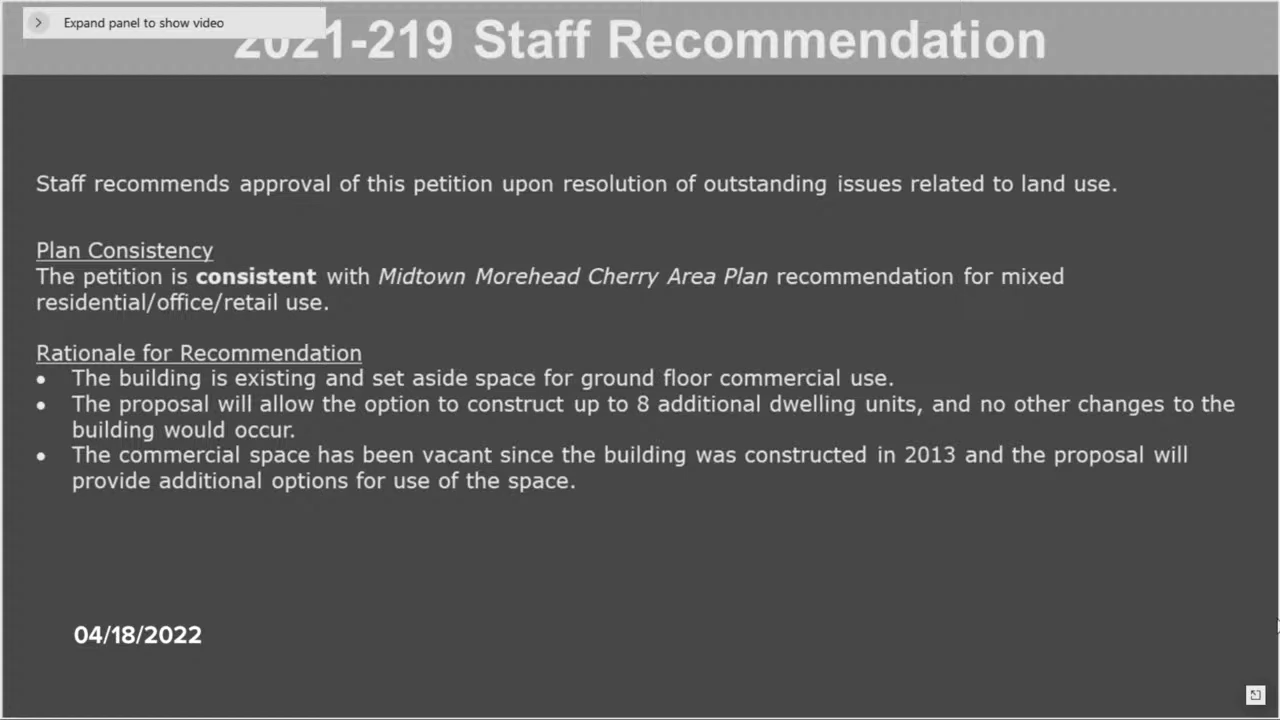 Expand panel to show video
2021-219 Staff Recommendation
Staff recommends approval of this petition upon resolution of outstanding issues related to land use.
Plan Consistency
The petition is consistent with Midtown Morehead Cherry Area Plan recommendation for mixed
residential/office/retail use.
Rationale for Recommendation
• The building is existing and set aside space for ground floor commercial use.
• The proposal will allow the option to construct up to 8 additional dwelling units, and no other changes to the
building would occur.
• The commercial space has been vacant since the building was constructed in 2013 and the proposal will
provide additional options for use of the space.
04/18/2022